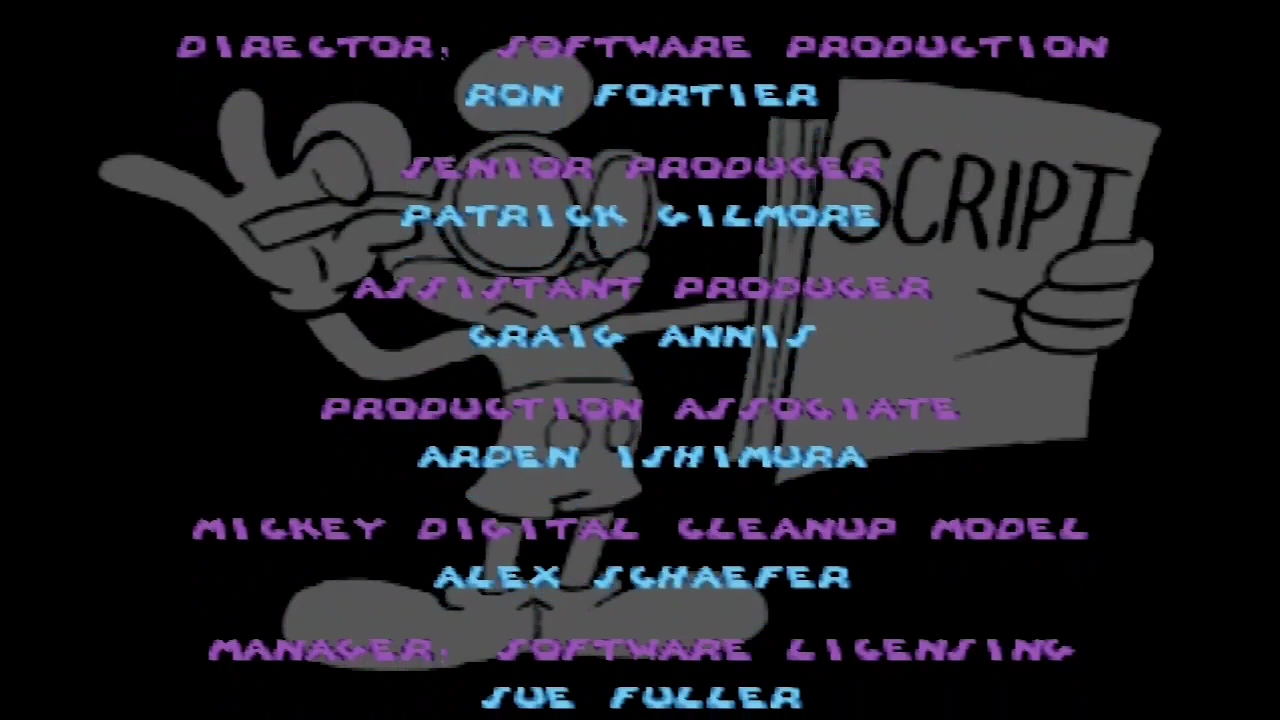 DIRECTOR, SOFTWARE PRODUCTION
RON FORTIER
SCRIPT
SENIOR PRODUCER
PATRICK GILMORE
ASSISTANT PRODUCER
CRAIG ANNIS
PRODUCTION ASSOCIATE
ARDEN ISHIMURA
MICKEY DIGITAL CLEANUP MODEL
ALEX SCHAEFER
MANAGER, SOFTWARE LICENSING
SUE FULLER